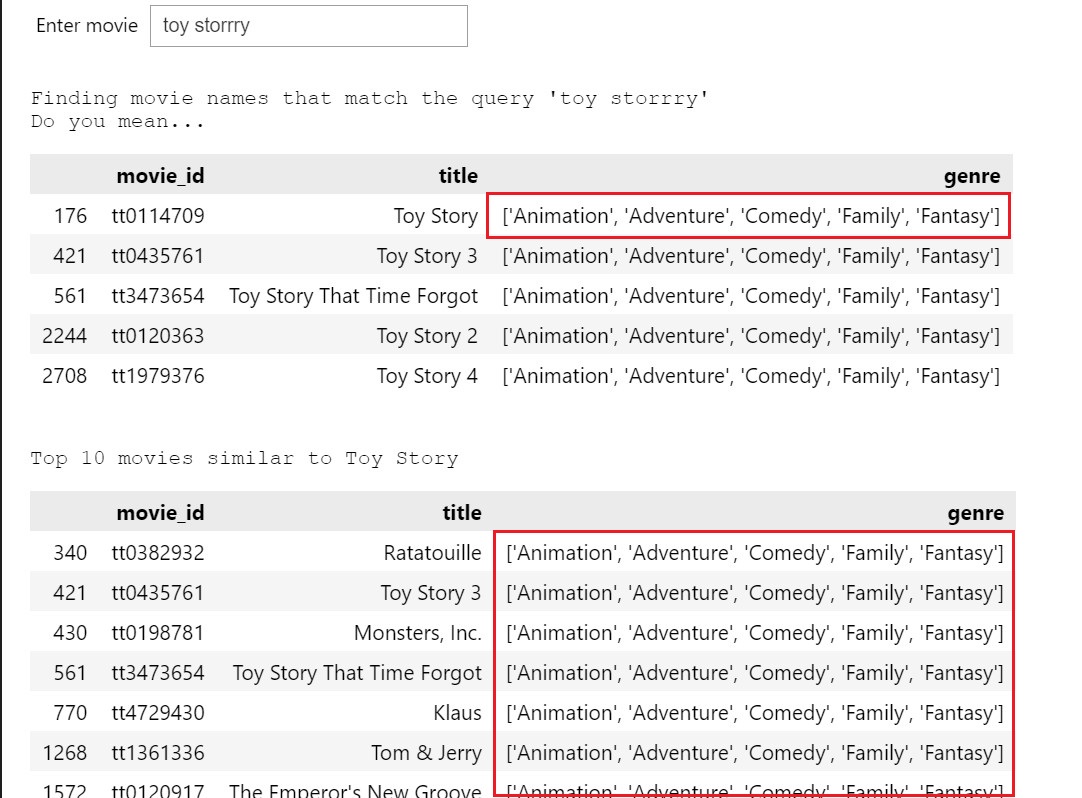 Enter movie toy storrry
Finding movie names that match the query 'toy storrry'
Do you mean...
movie_id title genre
176 tt0114709 Toy Story ['Animation', 'Adventure', 'Comedy', 'Family', 'Fantasy']
421 tt0435761 Toy Story 3 ['Animation', 'Adventure', 'Comedy', 'Family', 'Fantasy']
561 tt3473654 Toy Story That Time Forgot ['Animation', 'Adventure', 'Comedy', 'Family', 'Fantasy']
2244 tt0120363 Toy Story 2 ['Animation', 'Adventure', 'Comedy', 'Family', 'Fantasy']
2708 tt1979376 Toy Story 4 ['Animation', 'Adventure', 'Comedy', 'Family', 'Fantasy']
Top 10 movies similar to Toy Story
movie_id title genre
340 tt0382932 Ratatouille ['Animation', 'Adventure', 'Comedy', 'Family', 'Fantasy']
421 tt0435761 Toy Story 3 ['Animation', 'Adventure', 'Comedy', 'Family', 'Fantasy']
430 tt0198781 Monsters, Inc. ['Animation', 'Adventure', 'Comedy', 'Family', 'Fantasy']
561 tt3473654 Toy Story That Time Forgot ['Animation', 'Adventure', 'Comedy', 'Family', 'Fantasy']
770 tt4729430 Klaus ['Animation', 'Adventure', 'Comedy', 'Family', 'Fantasy']
1268 tt1361336 Tom & Jerry ['Animation', 'Adventure', 'Comedy', 'Family', 'Fantasy']
1572 tt0120917 The Emperor's New Groove ['Animation', 'Adventure', 'Comedy', 'Family', 'Fantasy']